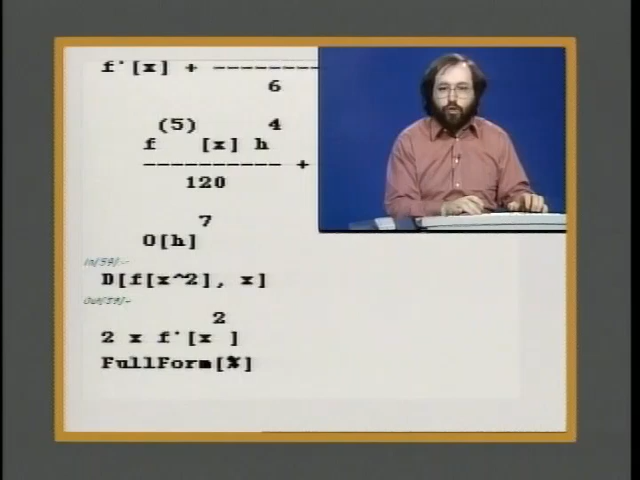 f'[x] + -------
6
(5) 4
f [x] h
---------- +
120
7
O[h]
In[59]:=
D[f[x^2], x]
Out[59]=
2
2 x f'[x ]
FullForm[%]